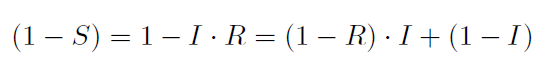 (1 − S) = 1 − I · R = (1 − R) · I + (1 − I)